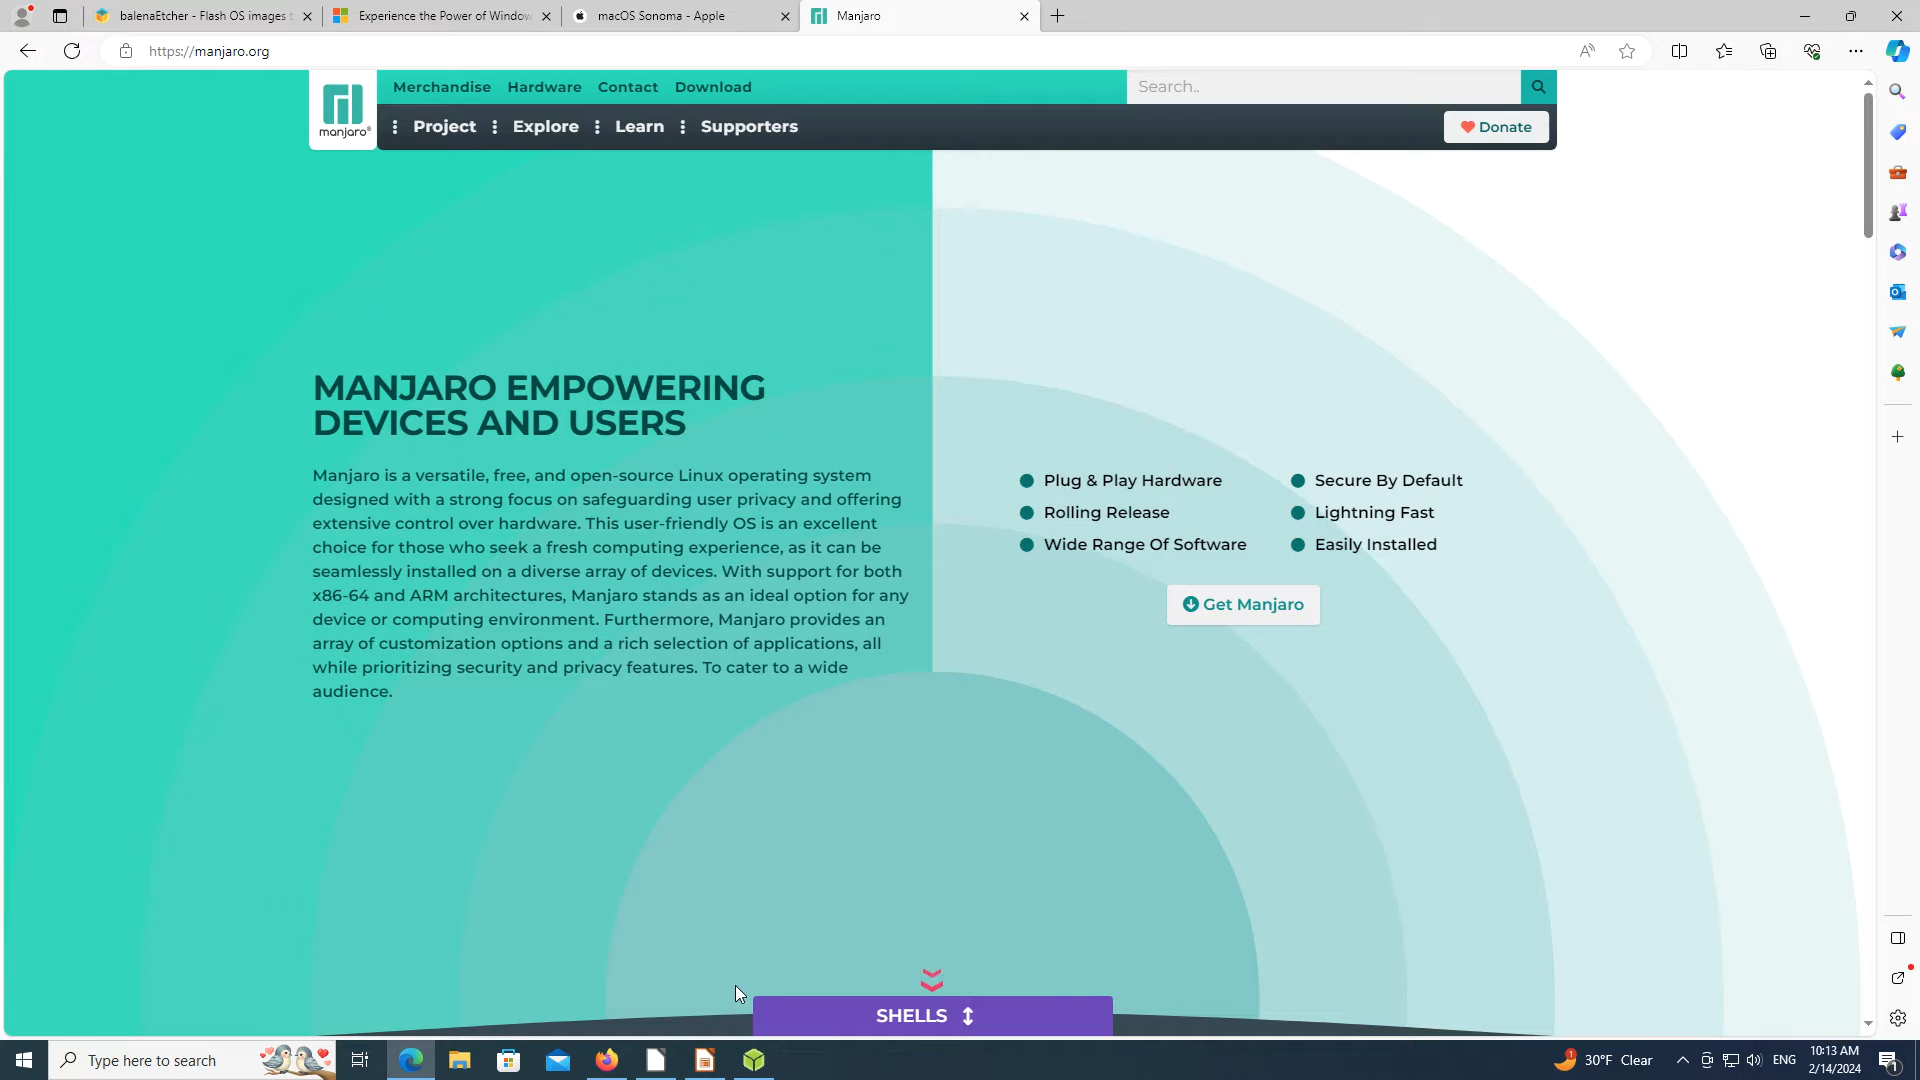 balenaEtcher - Flash OS images t
Experience the Power of Window
macOS Sonoma - Apple
Manjaro
https://manjaro.org
Merchandise Hardware Contact Download
Search..
manjaro®
Project Explore Learn Supporters
Donate
MANJARO EMPOWERING
DEVICES AND USERS
Manjaro is a versatile, free, and open-source Linux operating system
designed with a strong focus on safeguarding user privacy and offering
extensive control over hardware. This user-friendly OS is an excellent
choice for those who seek a fresh computing experience, as it can be
seamlessly installed on a diverse array of devices. With support for both
x86-64 and ARM architectures, Manjaro stands as an ideal option for any
device or computing environment. Furthermore, Manjaro provides an
array of customization options and a rich selection of applications, all
while prioritizing security and privacy features. To cater to a wide
audience.
Plug & Play Hardware
Secure By Default
Rolling Release
Lightning Fast
Wide Range Of Software
Easily Installed
Get Manjaro
SHELLS
Type here to search
1
30°F Clear
ENG
10:13 AM
2/14/2024
1